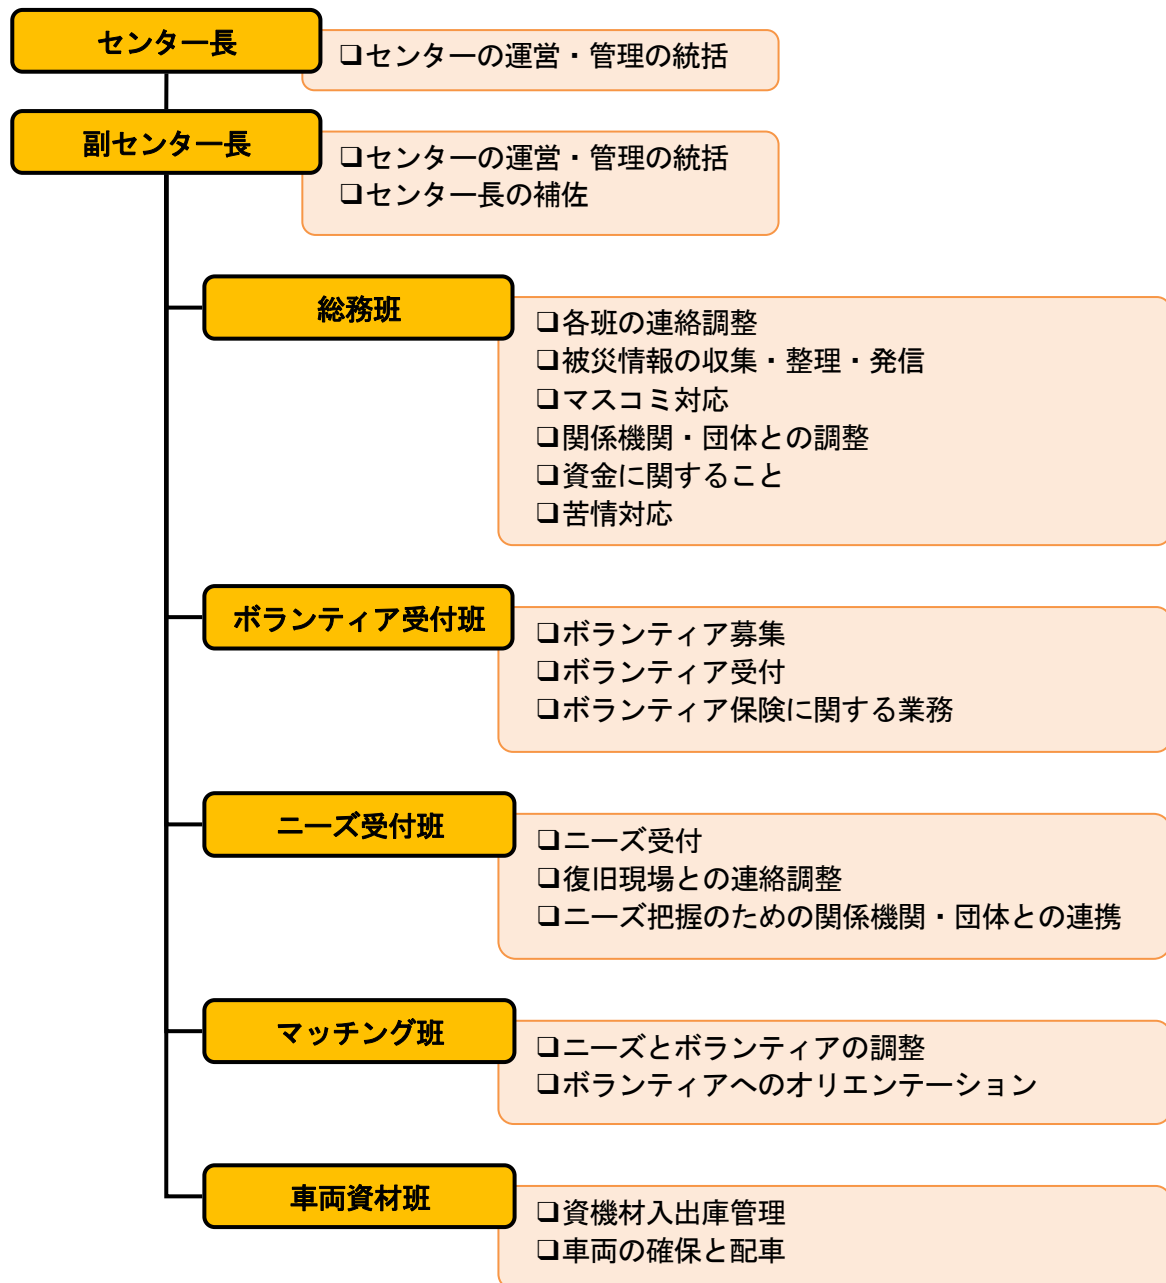 センター長
❑センターの運営・管理の統括
副センター長
❑センターの運営・管理の統括
❑センター長の補佐
総務班
❑各班の連絡調整
❑被災情報の収集・整理・発信
❑マスコミ対応
❑関係機関・団体との調整
❑資金に関すること
❑苦情対応
ボランティア受付班
❑ボランティア募集
❑ボランティア受付
❑ボランティア保険に関する業務
ニーズ受付班
❑ニーズ受付
❑復旧現場との連絡調整
❑ニーズ把握のための関係機関・団体との連携
マッチング班
❑ニーズとボランティアの調整
❑ボランティアへのオリエンテーション
車両資材班
❑資機材入出庫管理
❑車両の確保と配車